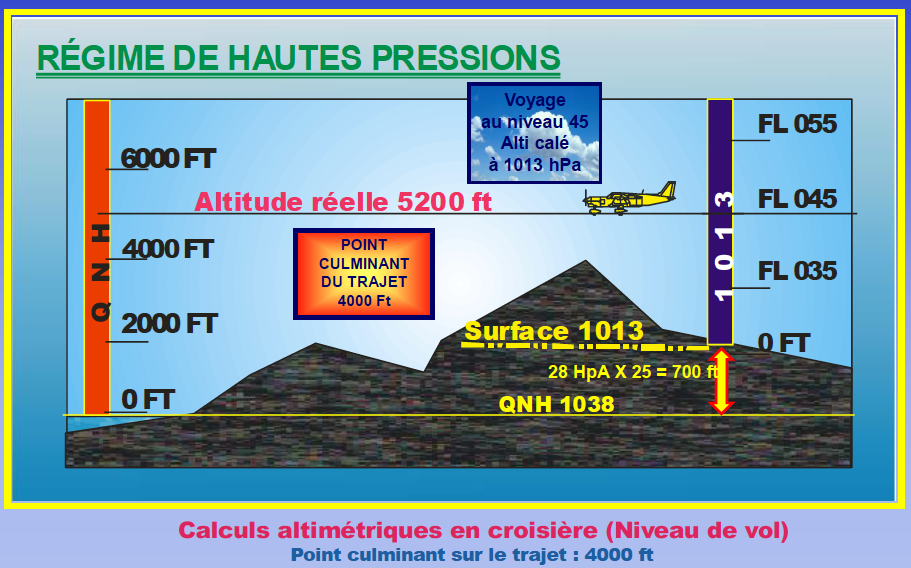 RÉGIME DE HAUTES PRESSIONS
Voyage
au niveau 45
Alti calé
à 1013 hPa
FL 055
6000 FT
Altitude réelle 5200 ft
FL 045
Q N H
4000 FT
POINT
CULMINANT
DU TRAJET
4000 Ft
1 0 1 3
FL 035
2000 FT
Surface 1013
0 FT
28 HpA X 25 = 700 ft
0 FT
QNH 1038
Calculs altimétriques en croisière (Niveau de vol)
Point culminant sur le trajet : 4000 ft